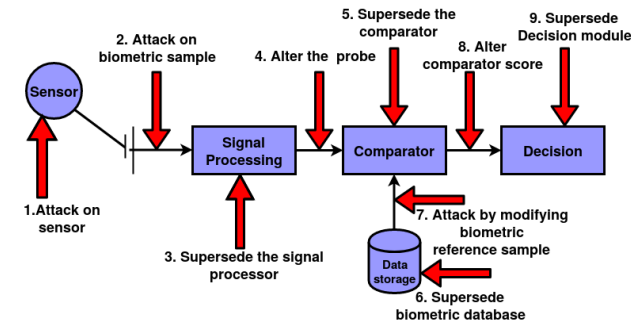 5. Supersede the
comparator
9. Supersede
Decision module
2. Attack on
biometric sample
4. Alter the probe
8. Alter
comparator score
Sensor
Signal
Processing
Comparator
Decision
1.Attack on
sensor
3. Supersede the signal
processor
7. Attack by modifying
biometric
reference sample
Data
storage
6. Supersede
biometric database